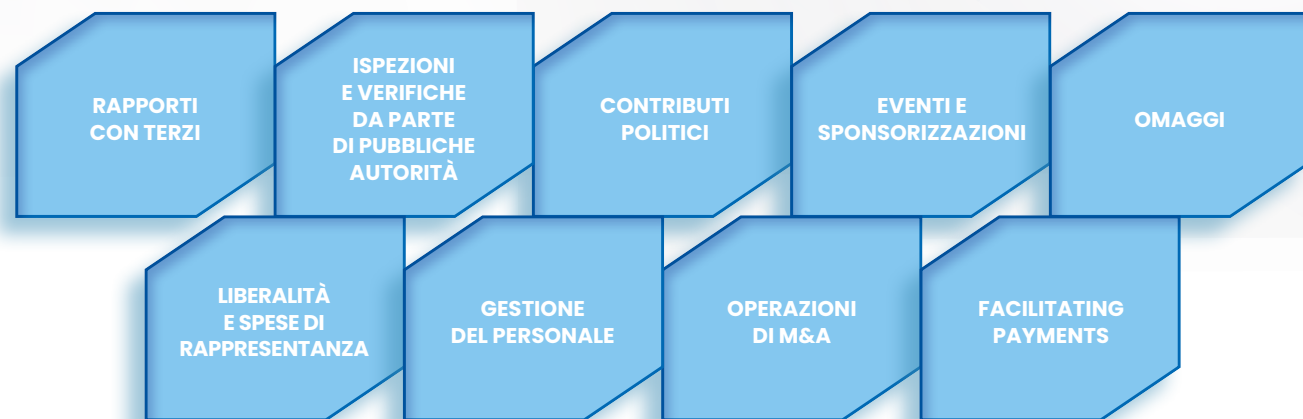 RAPPORTI
CON TERZI
ISPEZIONI
E VERIFICHE
DA PARTE
DI PUBBLICHE
AUTORITÀ
CONTRIBUTI
POLITICI
EVENTI E
SPONSORIZZAZIONI
OMAGGI
LIBERALITÀ
E SPESE DI
RAPPRESENTANZA
GESTIONE
DEL PERSONALE
OPERAZIONI
DI M&A
FACILITATING
PAYMENTS